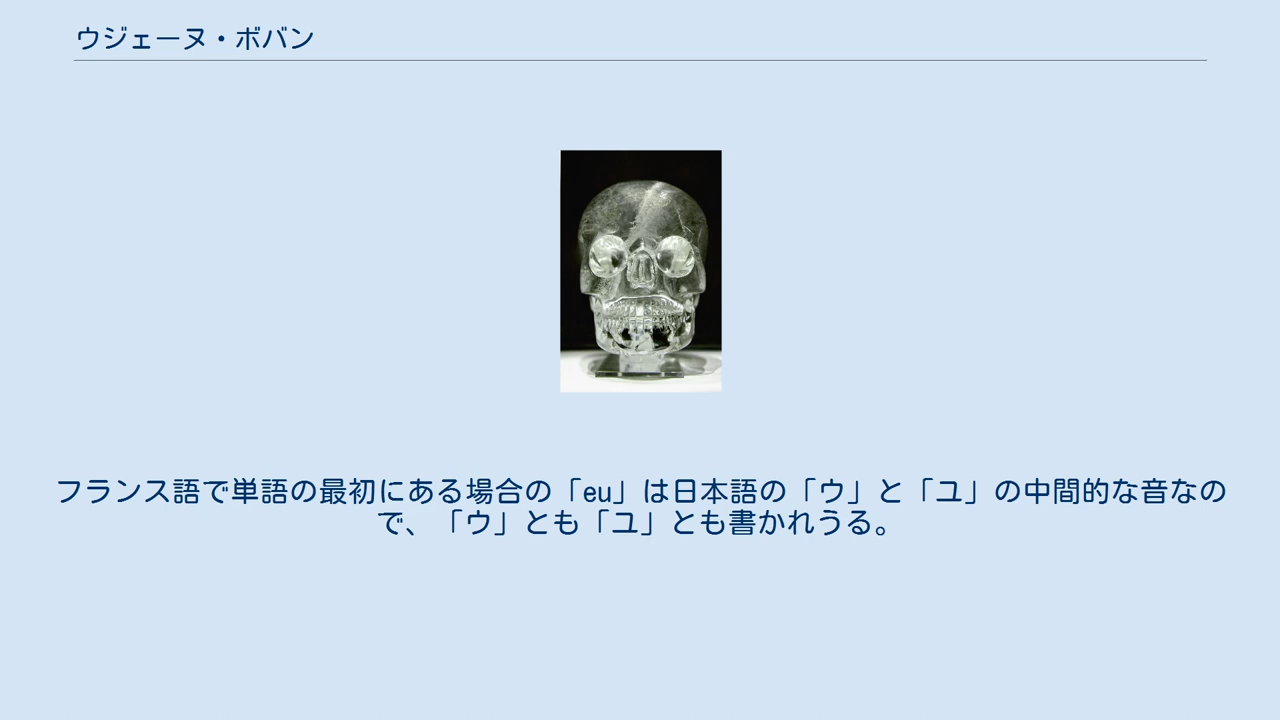 ウジェーヌ・ボバン
フランス語で単語の最初にある場合の「eu」は日本語の「ウ」と「ユ」の中間的な音なの
で、「ウ」とも「ユ」とも書かれうる。